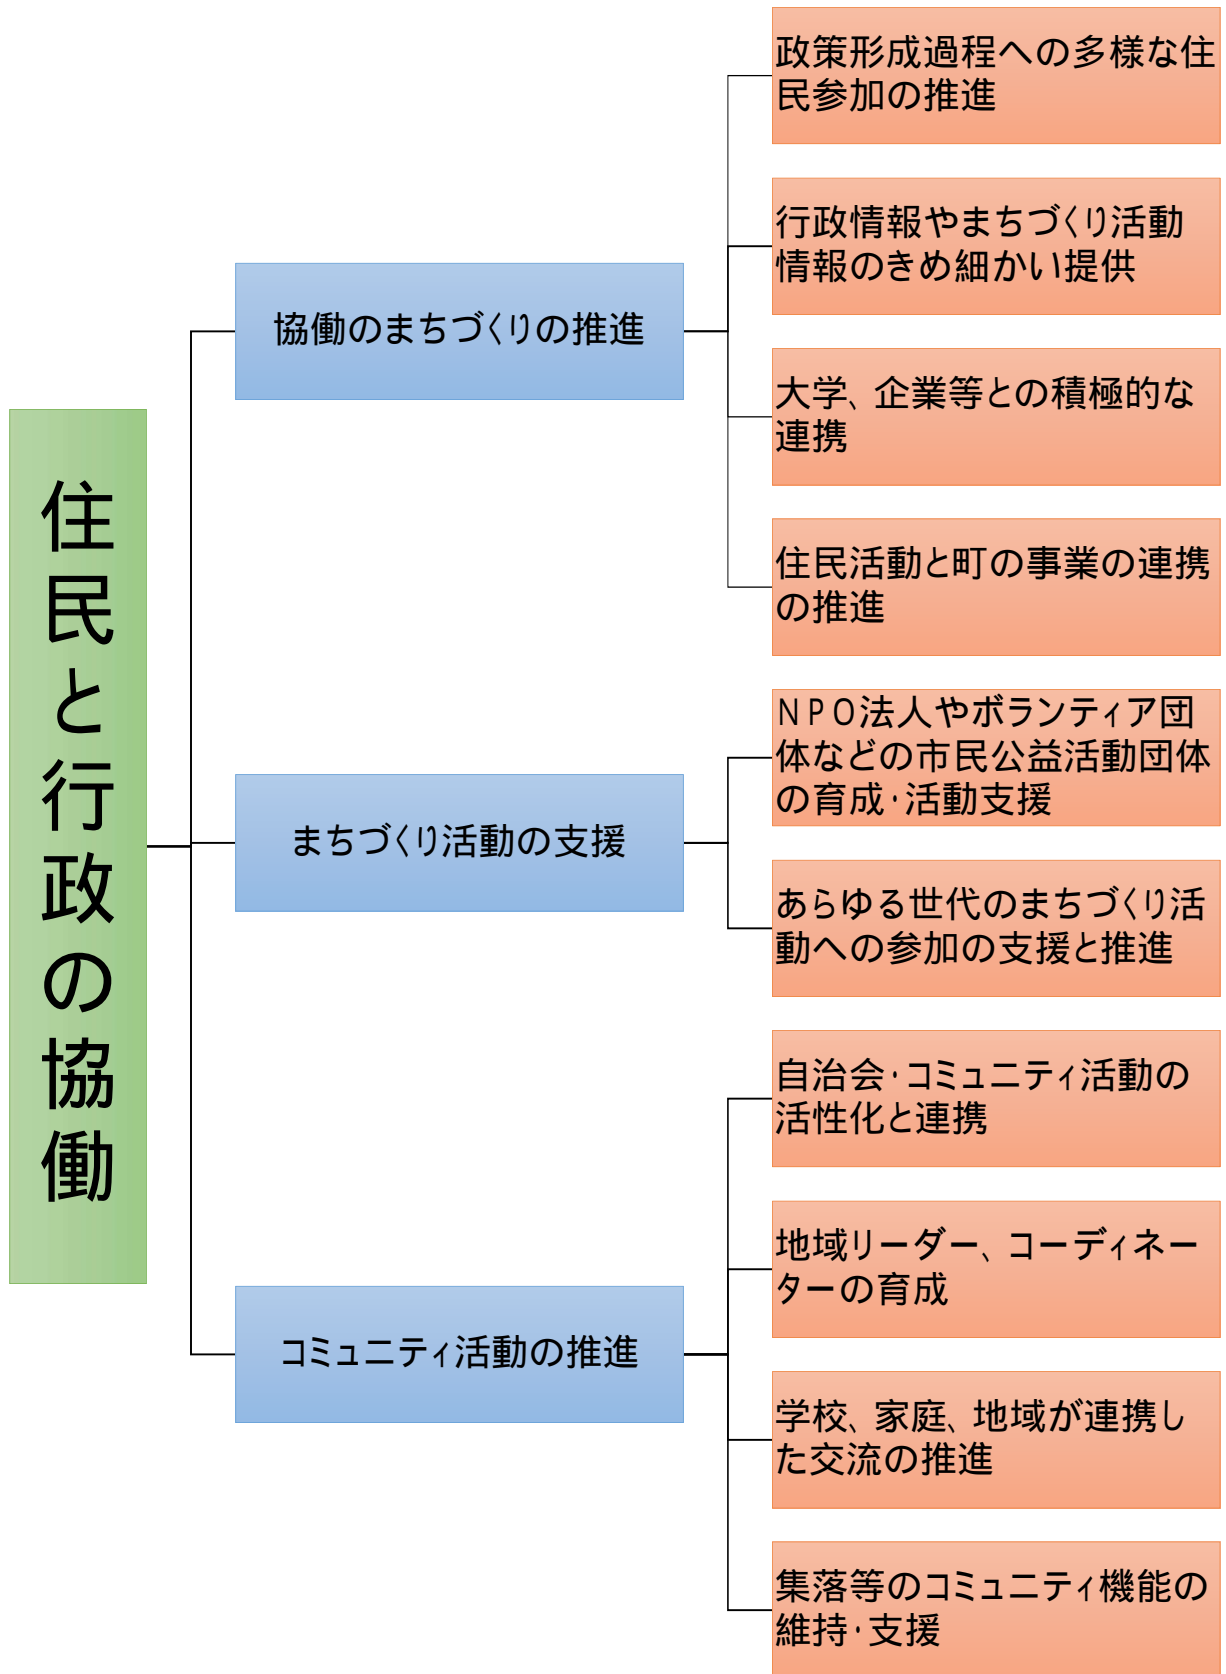 住民と行政の協働
協働のまちづくりの推進
政策形成過程への多様な住
民参加の推進
行政情報やまちづくり活動
情報のきめ細かい提供
大学、企業等との積極的な
連携
住民活動と町の事業の連携
の推進
まちづくり活動の支援
NPO法人やボランティア団
体などの市民公益活動団体
の育成・活動支援
あらゆる世代のまちづくり活
動への参加の支援と推進
コミュニティ活動の推進
自治会・コミュニティ活動の
活性化と連携
地域リーダー、コーディネー
ターの育成
学校、家庭、地域が連携し
た交流の推進
集落等のコミュニティ機能の
維持・支援